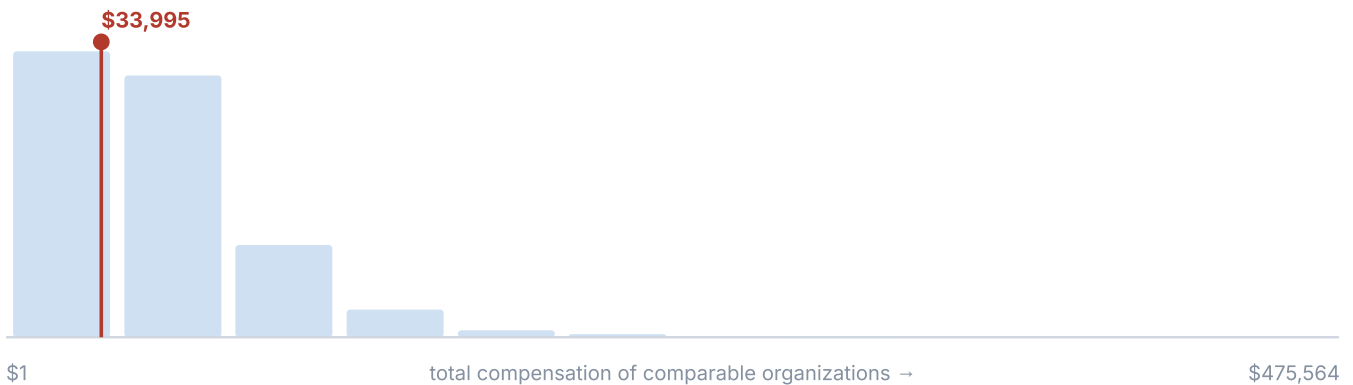 $33,995
$1
total compensation of comparable organizations →
$475,564